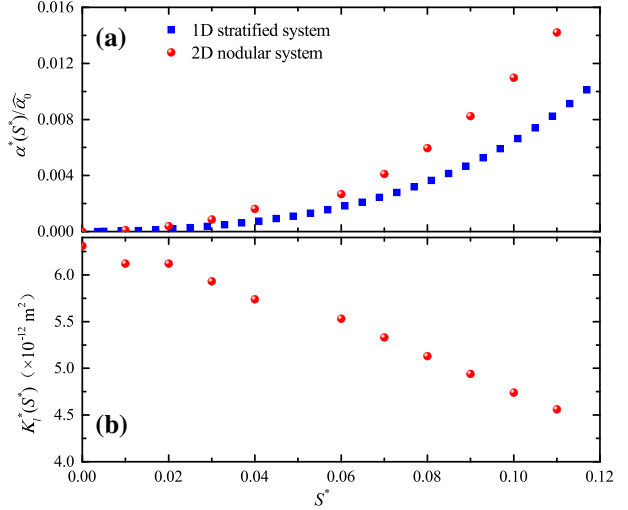 (a)
1D stratified system
2D nodular system
0.016
0.012
0.008
0.004
0.000
α*(S*)/α̃₀
(b)
6.0
5.5
5.0
4.5
4.0
K*ₗ(S*) (×10⁻¹² m²)
0.00 0.02 0.04 0.06 0.08 0.10 0.12
S*